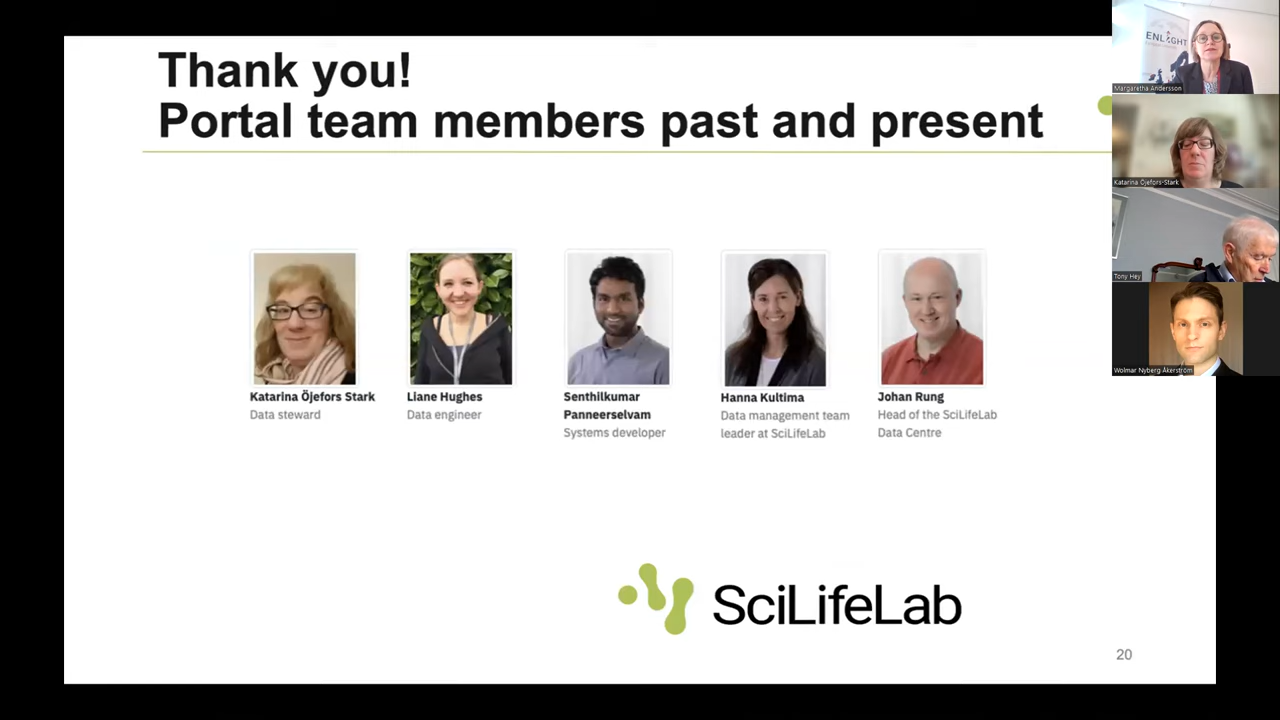 Thank you!
Portal team members past and present
Katarina Öjefors Stark
Data steward
Liane Hughes
Data engineer
Senthilkumar
Panneerselvam
Systems developer
Hanna Kultima
Data management team
leader at SciLifeLab
Johan Rung
Head of the SciLifeLab
Data Centre
SciLifeLab
20
ENLIGHT
Margaretha Andersson
Katarina Öjefors-Stark
Tony Hey
Wolmar Nyberg Åkerström